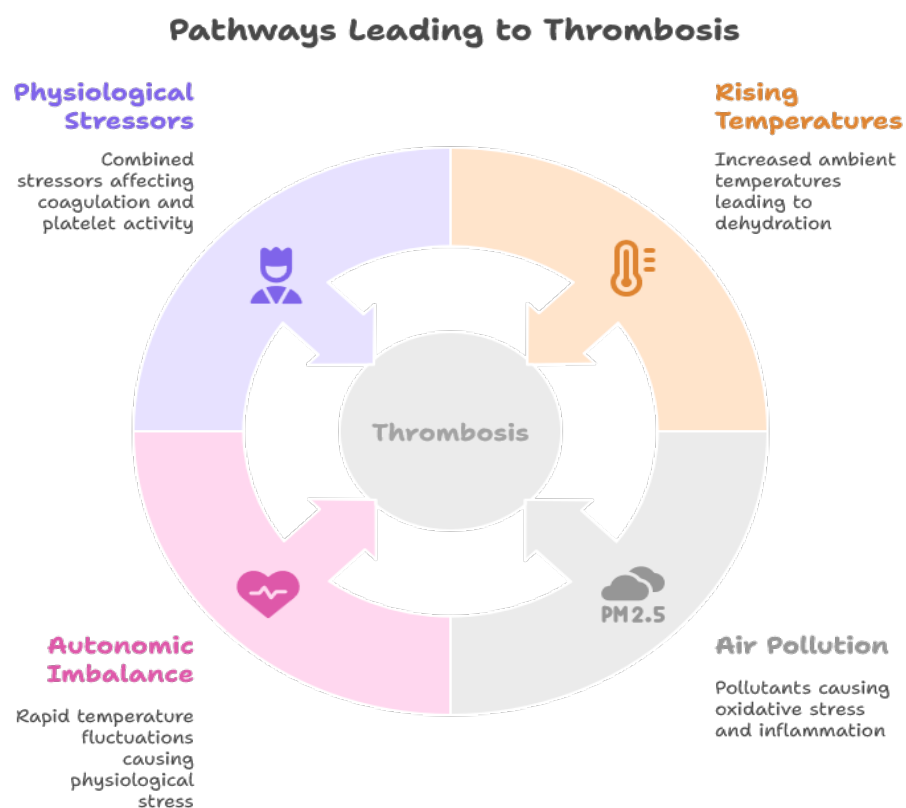 Pathways Leading to Thrombosis
Physiological
Stressors
Combined
stressors affecting
coagulation and
platelet activity
Rising
Temperatures
Increased ambient
temperatures
leading to
dehydration
Thrombosis
PM2.5
Autonomic
Imbalance
Rapid temperature
fluctuations
causing
physiological
stress
Air Pollution
Pollutants causing
oxidative stress
and inflammation